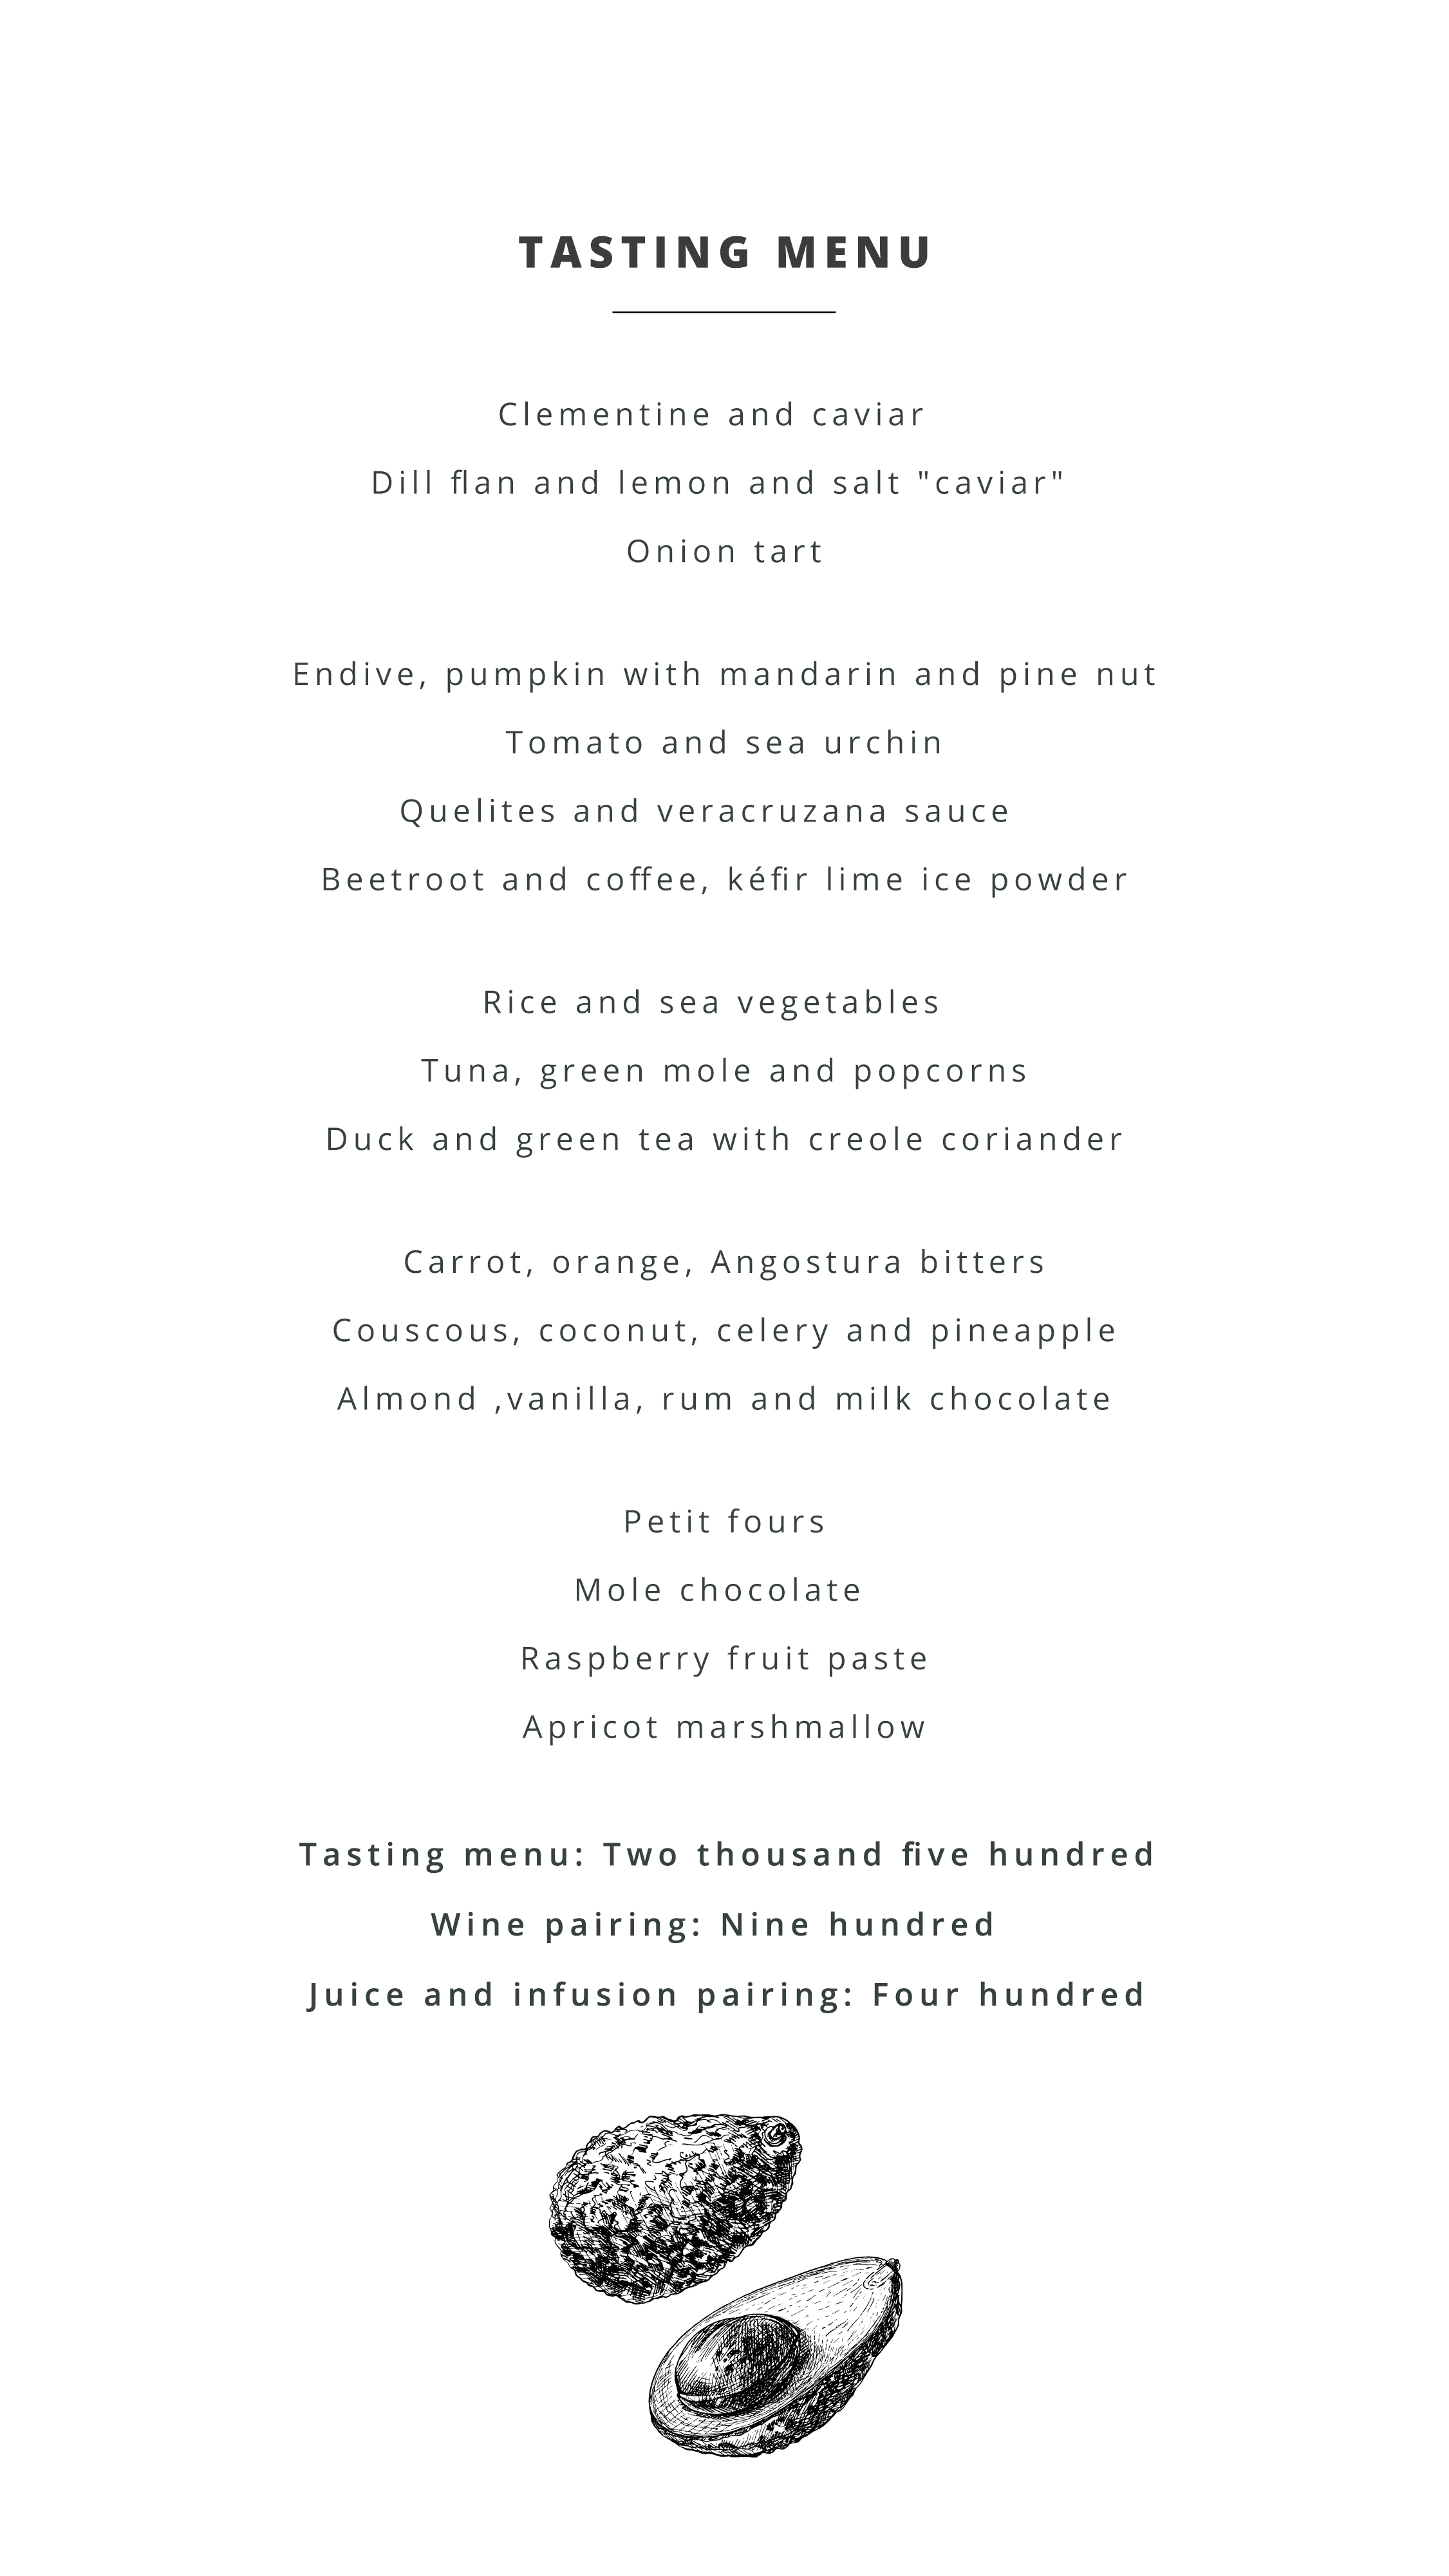 TASTING MENU
Clementine and caviar
Dill flan and lemon and salt "caviar"
Onion tart
Endive, pumpkin with mandarin and pine nut
Tomato and sea urchin
Quelites and veracruzana sauce
Beetroot and coffee, kéfir lime ice powder
Rice and sea vegetables
Tuna, green mole and popcorns
Duck and green tea with creole coriander
Carrot, orange, Angostura bitters
Couscous, coconut, celery and pineapple
Almond ,vanilla, rum and milk chocolate
Petit fours
Mole chocolate
Raspberry fruit paste
Apricot marshmallow
Tasting menu: Two thousand five hundred
Wine pairing: Nine hundred
Juice and infusion pairing: Four hundred